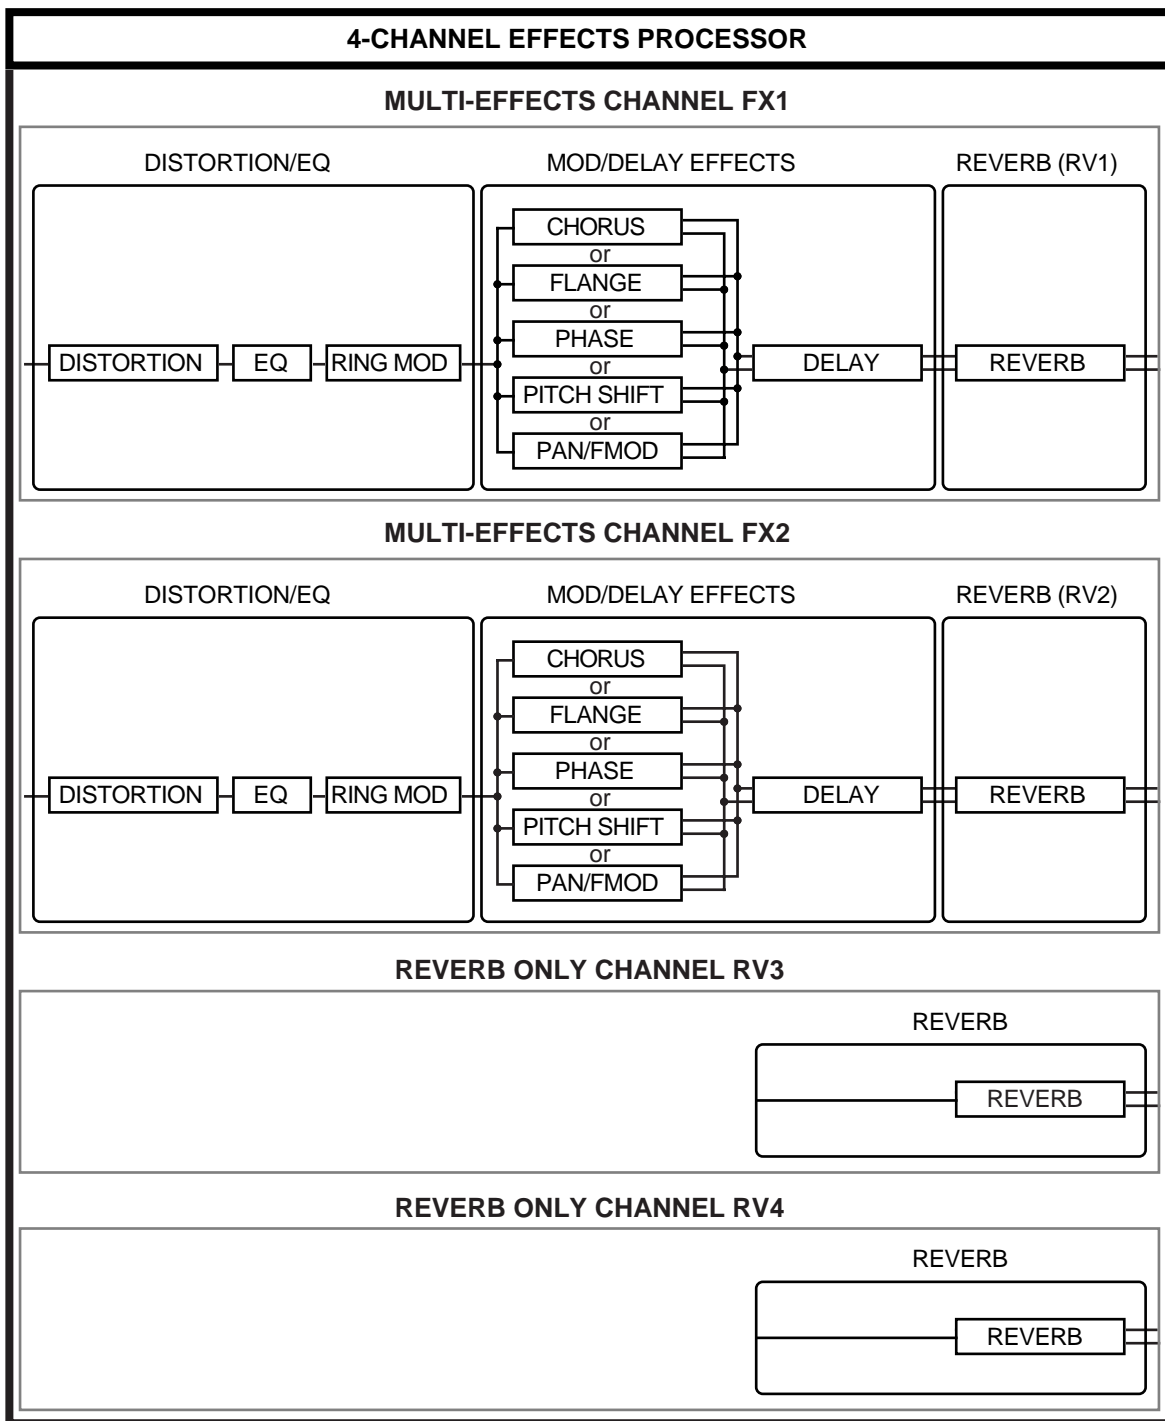 4-CHANNEL EFFECTS PROCESSOR
MULTI-EFFECTS CHANNEL FX1
DISTORTION/EQ
MOD/DELAY EFFECTS
REVERB (RV1)
CHORUS
or
FLANGE
or
PHASE
or
PITCH SHIFT
or
PAN/FMOD
DISTORTION
EQ
RING MOD
DELAY
REVERB
MULTI-EFFECTS CHANNEL FX2
DISTORTION/EQ
MOD/DELAY EFFECTS
REVERB (RV2)
CHORUS
or
FLANGE
or
PHASE
or
PITCH SHIFT
or
PAN/FMOD
DISTORTION
EQ
RING MOD
DELAY
REVERB
REVERB ONLY CHANNEL RV3
REVERB
REVERB
REVERB ONLY CHANNEL RV4
REVERB
REVERB